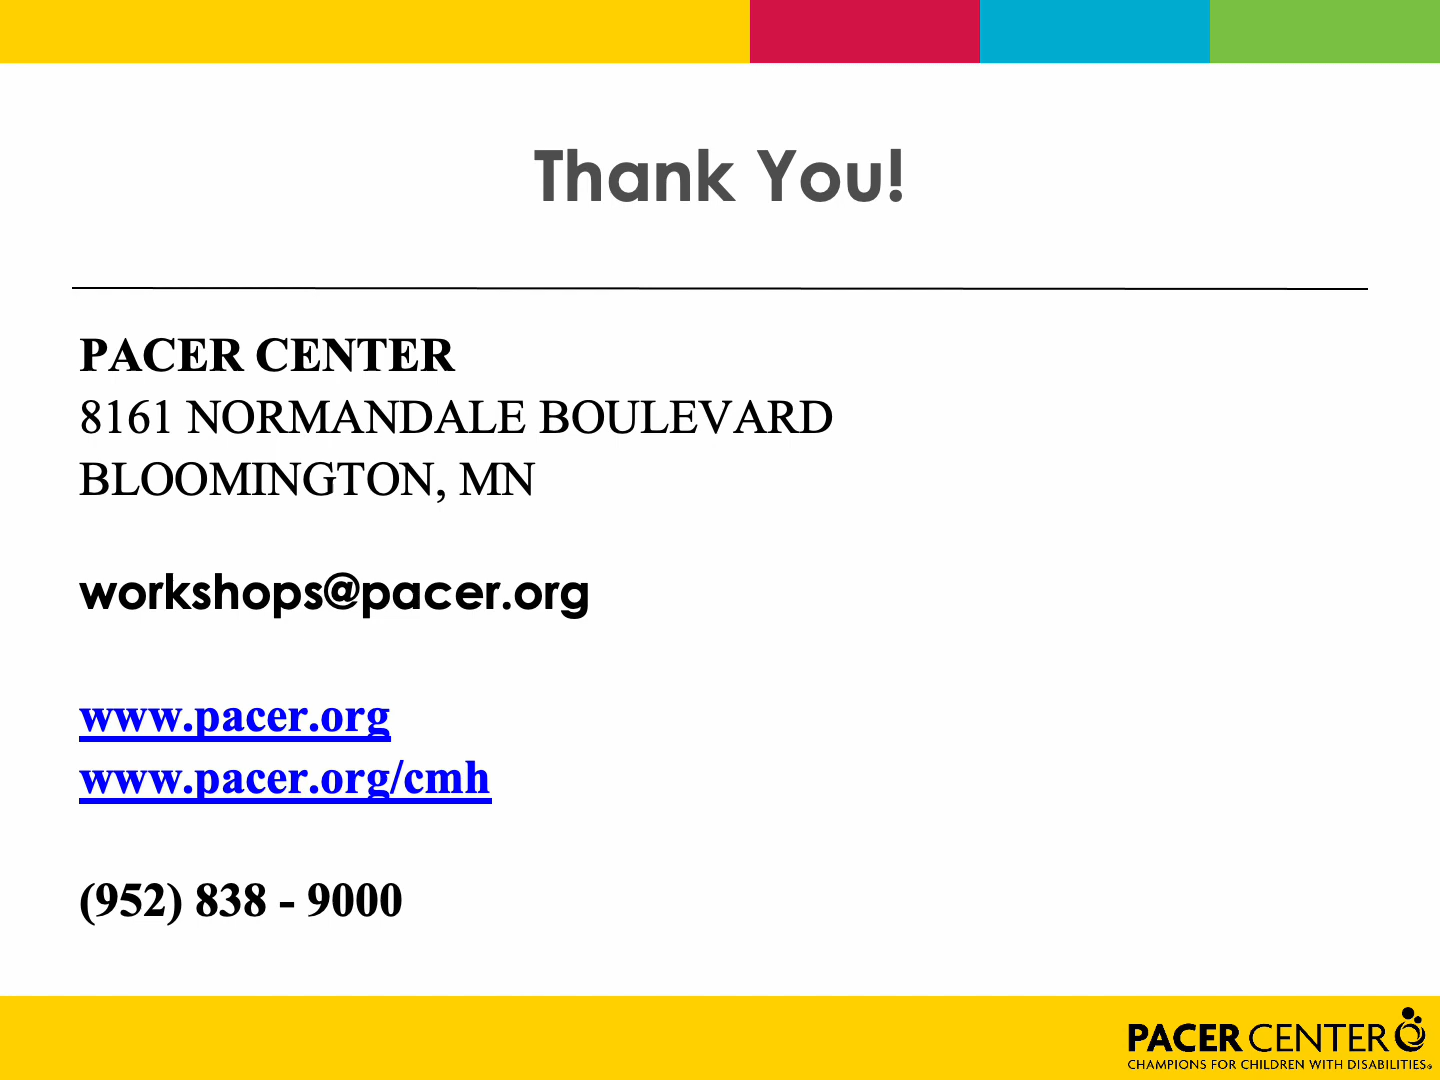 Thank You!
PACER CENTER
8161 NORMANDALE BOULEVARD
BLOOMINGTON, MN
workshops@pacer.org
www.pacer.org
www.pacer.org/cmh
(952) 838 - 9000
PACER CENTER
CHAMPIONS FOR CHILDREN WITH DISABILITIES®